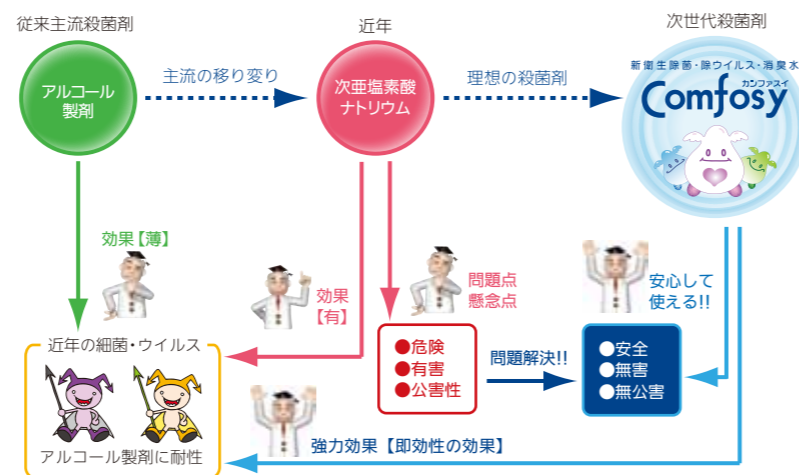 従来主流殺菌剤
近年
次世代殺菌剤
アルコール
製剤
主流の移り変り
次亜塩素酸
ナトリウム
理想の殺菌剤
新衛生除菌・除ウイルス・消臭水
カンファスイ
Comfosy
効果【薄】
効果
【有】
問題点
懸念点
安心して
使える!!
近年の細菌・ウイルス
アルコール製剤に耐性
●危険
●有害
●公害性
問題解決!!
●安全
●無害
●無公害
強力効果【即効性の効果】